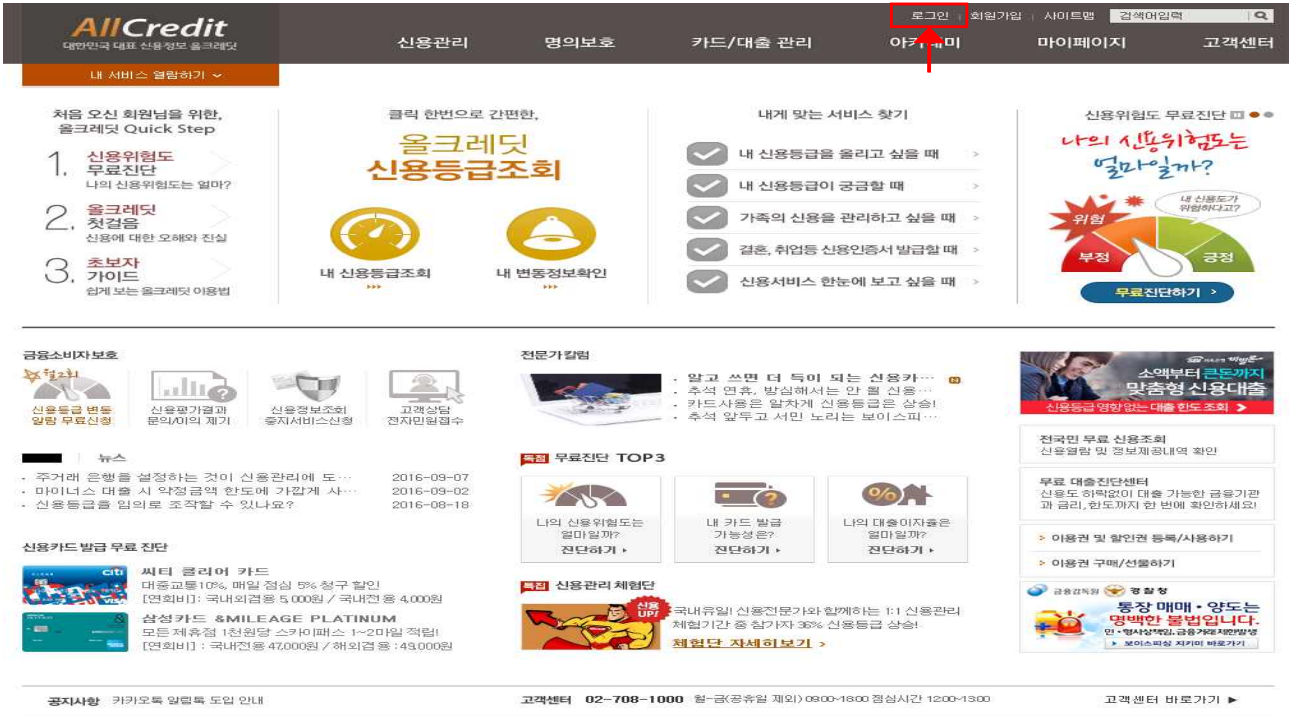 로그인 회원가입 사이트맵 검색어입력
AllCredit
대한민국 대표 신용정보 올크레딧
신용관리 명의보호 카드/대출 관리 아카데미 마이페이지 고객센터
내 서비스 열람하기
처음 오신 회원님을 위한,
올크레딧 Quick Step
1. 신용위험도
무료진단
나의 신용위험도는 얼마?
2. 올크레딧
첫걸음
신용에 대한 오해와 진실
3. 초보자
가이드
쉽게 보는 올크레딧 이용법
클릭 한번으로 간편한,
올크레딧
신용등급조회
내 신용등급조회
내 변동정보확인
내게 맞는 서비스 찾기
내 신용등급을 올리고 싶을 때
내 신용등급이 궁금할 때
가족의 신용을 관리하고 싶을 때
결혼, 취업등 신용인증서 발급할 때
신용서비스 한눈에 보고 싶을 때
신용위험도 무료진단
나의 신용위험도는
얼마일까?
내 신용도가
위험하다고?
위험
부정
긍정
무료진단하기
금융소비자보호
신용등급 변동
열람 무료신청
신용평가결과
문의/이의 제기
신용정보조회
중지서비스신청
고객상담
전자민원접수
뉴스
주거래 은행을 설정하는 것이 신용관리에 도… 2016-09-07
마이너스 대출 시 약정금액 한도에 가깝게 사… 2016-09-02
신용등급을 임의로 조작할 수 있나요? 2016-08-18
신용카드 발급 무료 진단
citi
씨티 클리어 카드
대중교통10%, 매일 점심 5% 청구 할인
[연회비] : 국내외겸용 5,000원 / 국내전용 4,000원
삼성카드 &MILEAGE PLATINUM
모든 제휴점 1천원당 스카이패스 1~2마일 적립!
[연회비] : 국내전용 47,000원 / 해외겸용 : 49,000원
전문가칼럼
알고 쓰면 더 득이 되는 신용카…
추석 연휴, 방심해서는 안 될 신용…
카드사용은 알차게 신용등급은 상승!
추석 앞두고 서민 노리는 보이스피…
독점 무료진단 TOP3
나의 신용위험도는
얼마일까?
진단하기
내 카드 발급
가능성은?
진단하기
나의 대출이자율은
얼마일까?
진단하기
특집 신용관리 체험단
신용
UP!
국내유일! 신용전문가와 함께하는 1:1 신용관리
체험기간 중 참가자 36% 신용등급 상승!
체험단 자세히보기
소액부터 큰돈까지
맞춤형 신용대출
신용등급 영향 없는 대출 한도 조회
전국민 무료 신용조회
신용열람 및 정보제공내역 확인!
무료 대출진단센터
신용도 하락없이 대출 가능한 금융기관
과 금리, 한도까지 한 번에 확인하세요!
이용권 및 할인권 등록/사용하기
이용권 구매/선물하기
금융감독원 경찰청
통장 매매 • 양도는
명백한 불법입니다.
민·형사상책임, 금융거래 제한발생
보이스피싱 지키미 바로가기
공지사항 카카오톡 알림톡 도입 안내
고객센터 02-708-1000 월-금(공휴일 제외) 09:00~18:00 점심시간 12:00~13:00
고객센터 바로가기 ▶